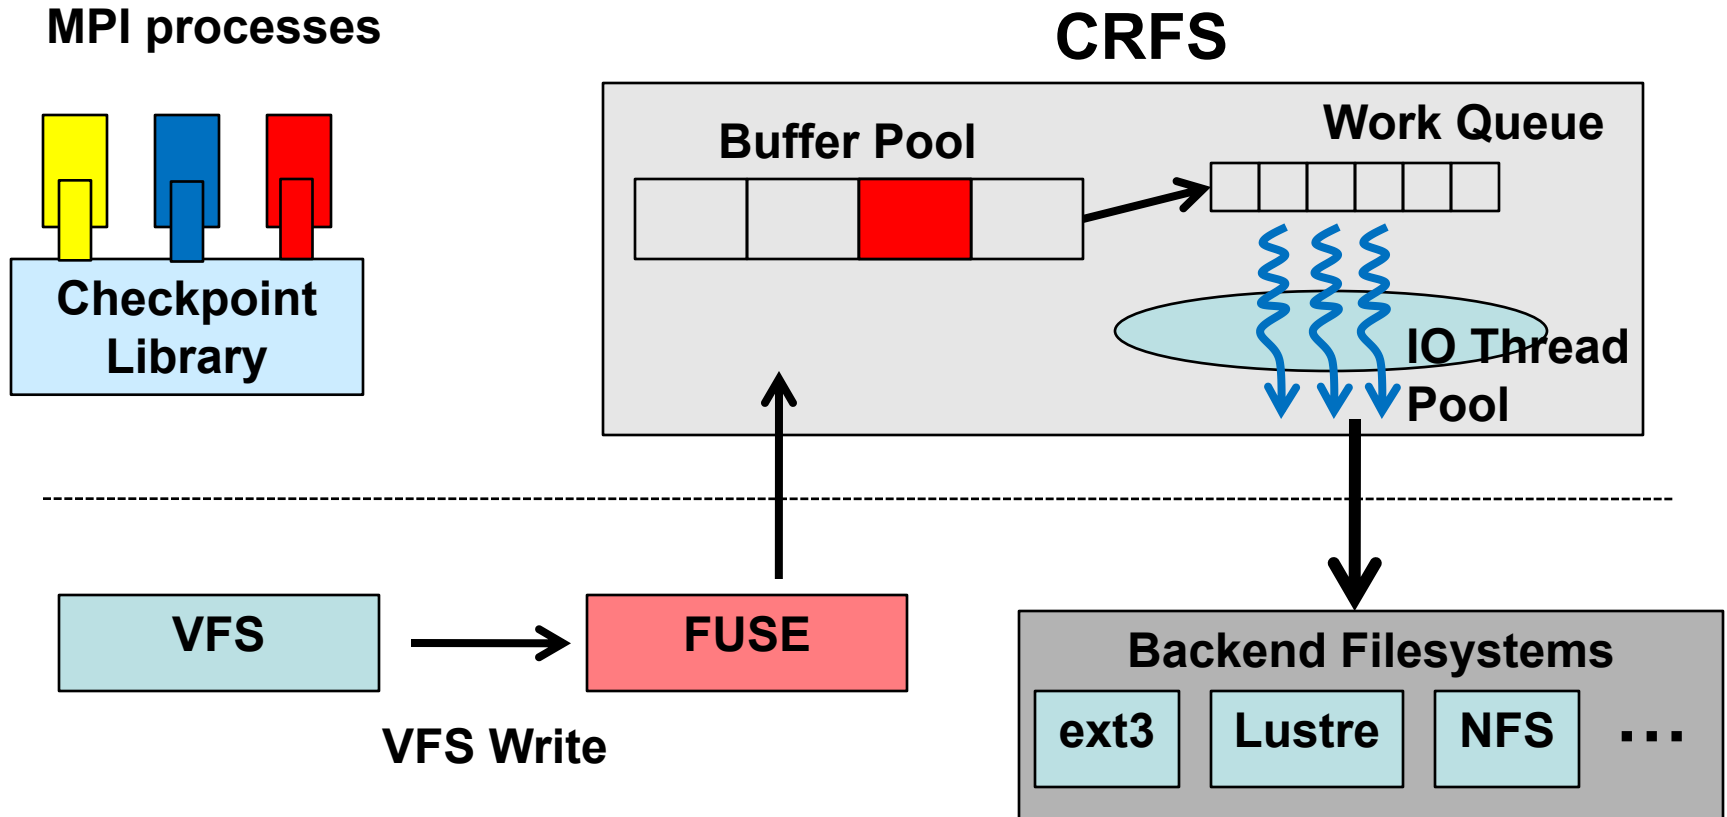 MPI processes
CRFS
Buffer Pool
Work Queue
Checkpoint
Library
IO Thread
Pool
VFS
FUSE
VFS Write
Backend Filesystems
ext3
Lustre
NFS
...